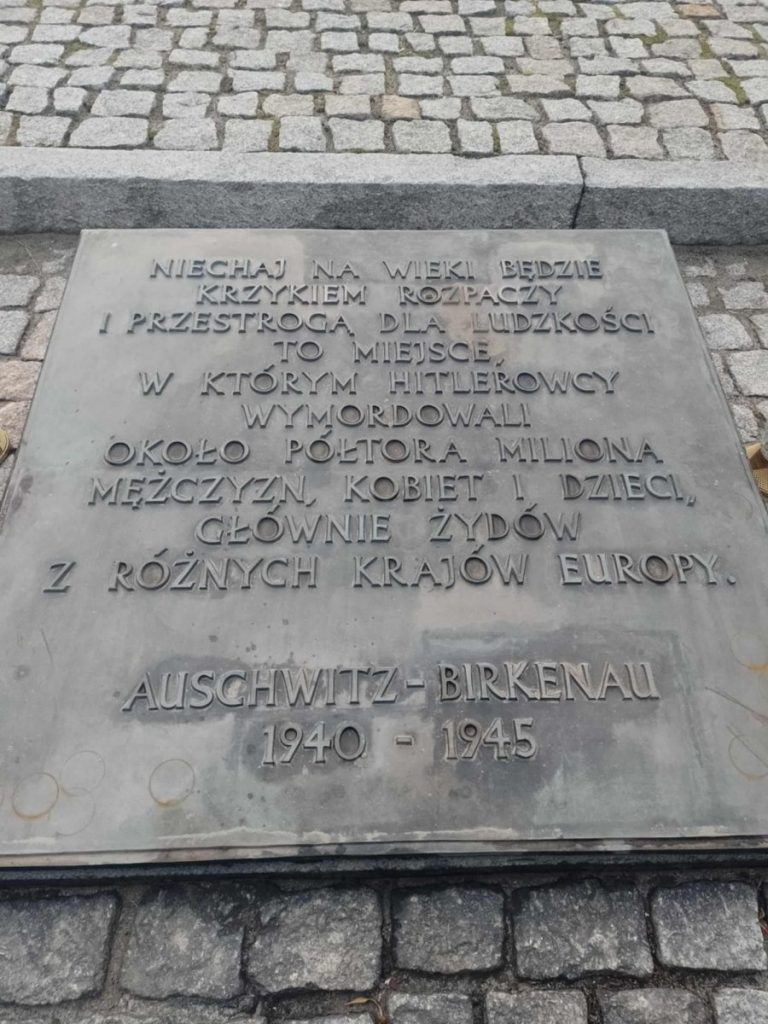 NIECHAJ NA WIEKI BĘDZIE
KRZYKIEM ROZPACZY
I PRZESTROGĄ DLA LUDZKOŚCI
TO MIEJSCE,
W KTÓRYM HITLEROWCY
WYMORDOWALI
OKOŁO PÓŁTORA MILIONA
MĘŻCZYZN, KOBIET I DZIECI,
GŁÓWNIE ŻYDÓW
Z RÓŻNYCH KRAJÓW EUROPY.
AUSCHWITZ - BIRKENAU
1940 - 1945